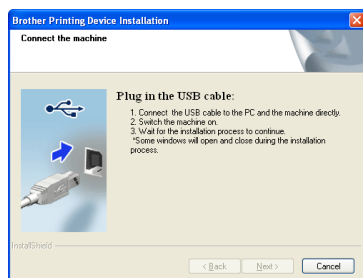 Brother Printing Device Installation
Connect the machine
Plug in the USB cable:
1. Connect the USB cable to the PC and the machine directly.
2. Switch the machine on.
3. Wait for the installation process to continue.
*Some windows will open and close during the installation
process.
InstallShield
< Back
Next >
Cancel